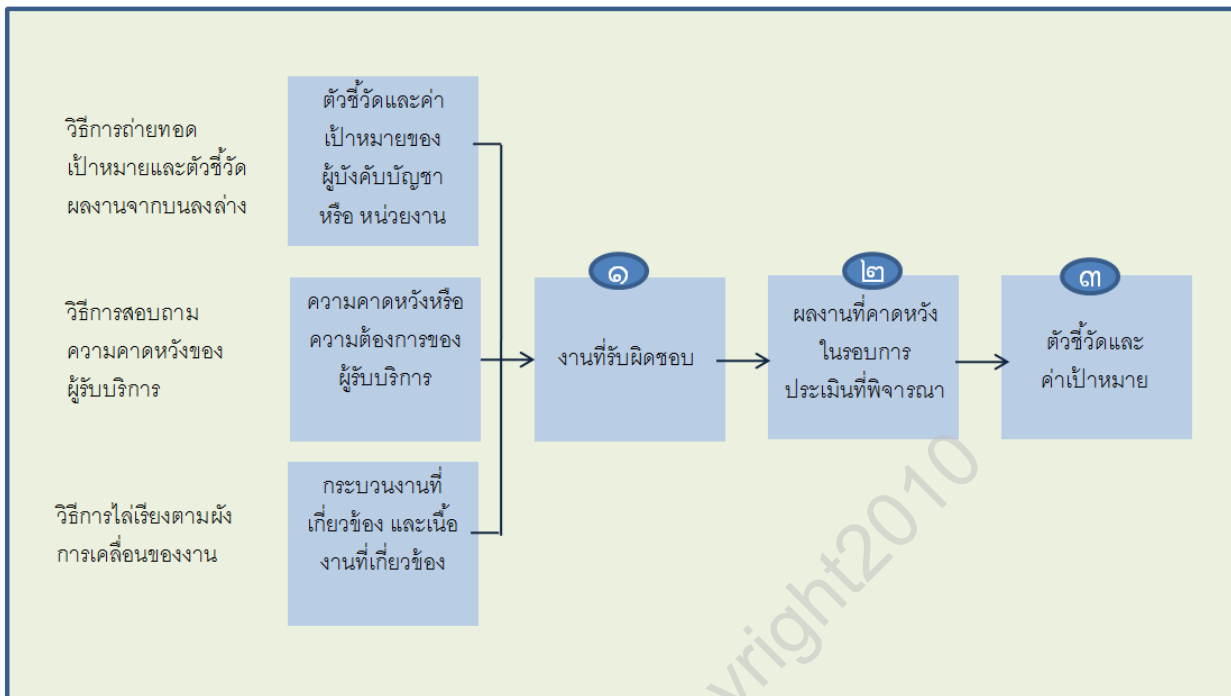 วิธีการถ่ายทอด
เป้าหมายและตัวชี้วัด
ผลงานจากบนลงล่าง
ตัวชี้วัดและค่า
เป้าหมายของ
ผู้บังคับบัญชา
หรือ หน่วยงาน
วิธีการสอบถาม
ความคาดหวังของ
ผู้รับบริการ
ความคาดหวังหรือ
ความต้องการของ
ผู้รับบริการ
วิธีการไล่เรียงตามผัง
การเคลื่อนของงาน
กระบวนงานที่
เกี่ยวข้อง และเนื้อ
งานที่เกี่ยวข้อง
๑
งานที่รับผิดชอบ
๒
ผลงานที่คาดหวัง
ในรอบการ
ประเมินที่พิจารณา
๓
ตัวชี้วัดและ
ค่าเป้าหมาย
yright2010